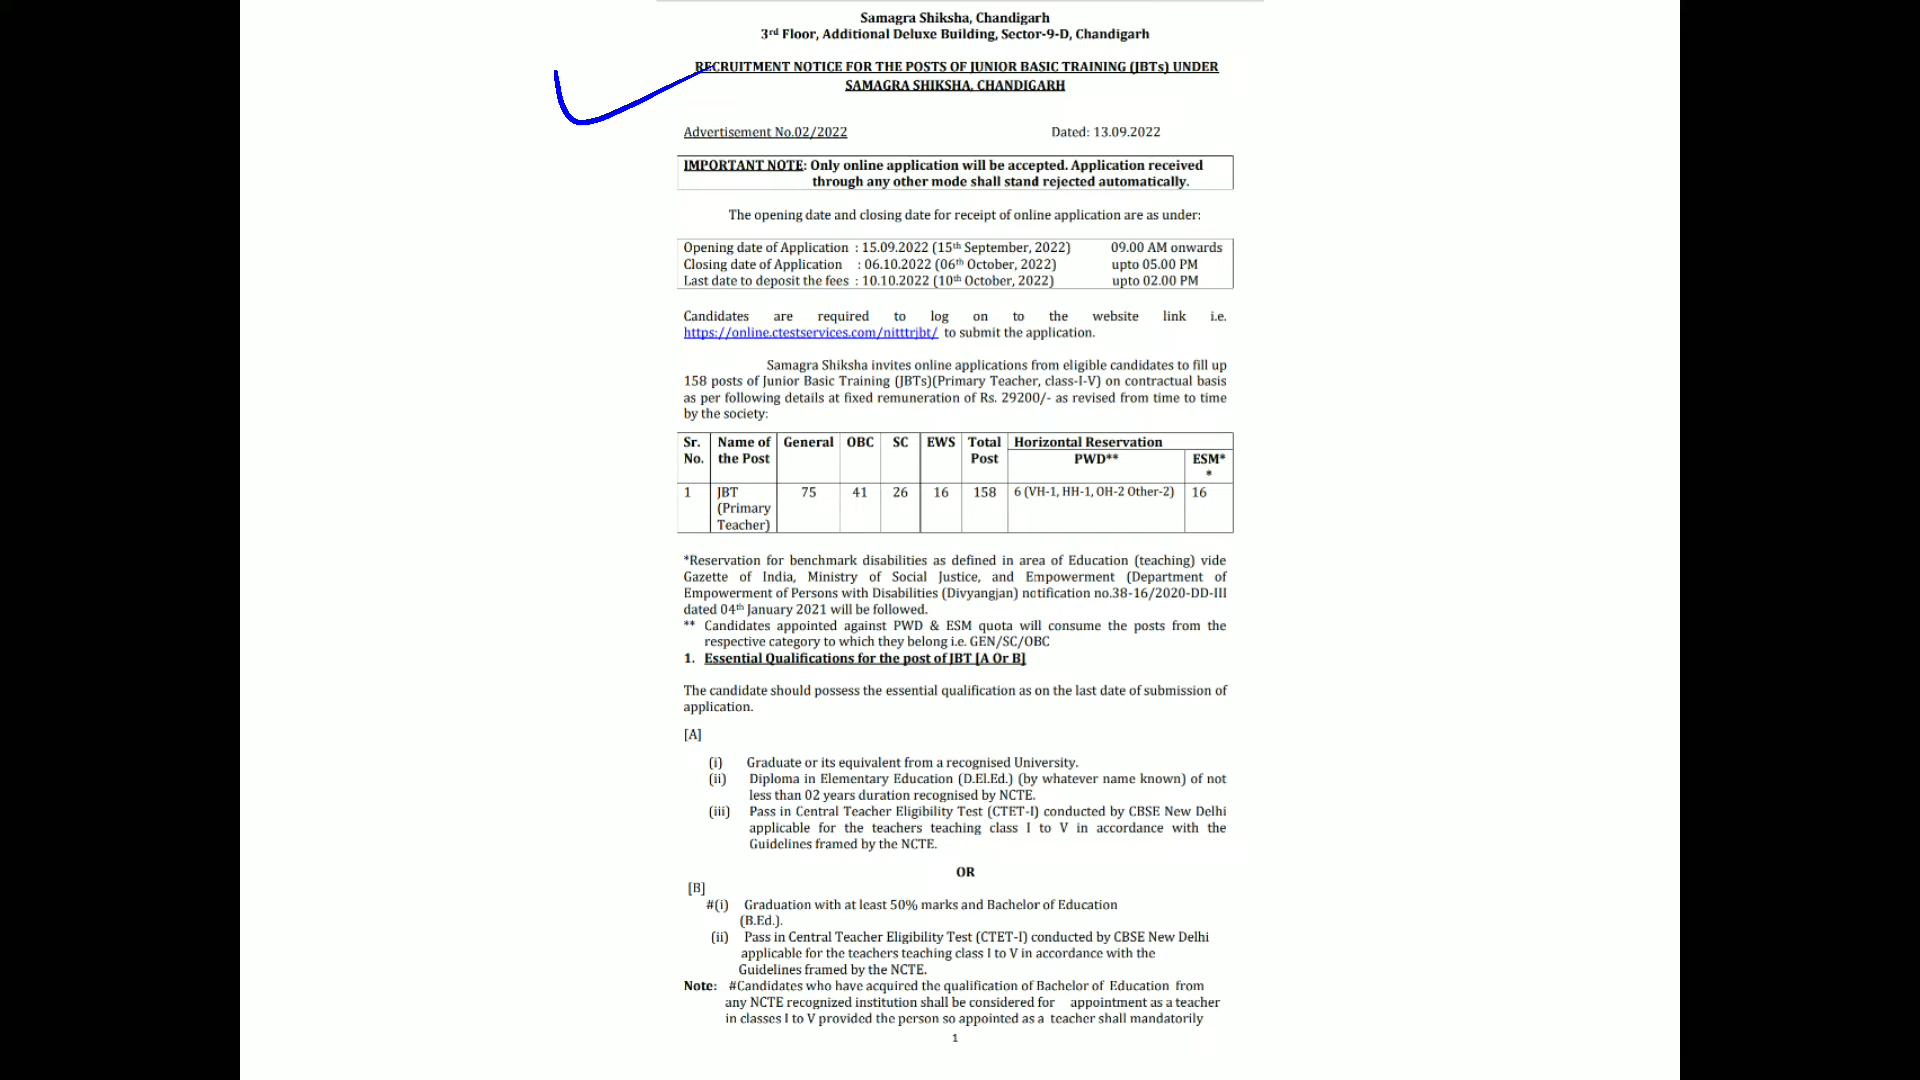 Samagra Shiksha, Chandigarh
3rd Floor, Additional Deluxe Building, Sector-9-D, Chandigarh
RECRUITMENT NOTICE FOR THE POSTS OF JUNIOR BASIC TRAINING (JBTs) UNDER
SAMAGRA SHIKSHA, CHANDIGARH
Advertisement No.02/2022 Dated: 13.09.2022
IMPORTANT NOTE: Only online application will be accepted. Application received
through any other mode shall stand rejected automatically.
The opening date and closing date for receipt of online application are as under:
Opening date of Application : 15.09.2022 (15th September, 2022) 09.00 AM onwards
Closing date of Application : 06.10.2022 (06th October, 2022) upto 05.00 PM
Last date to deposit the fees : 10.10.2022 (10th October, 2022) upto 02.00 PM
Candidates are required to log on to the website link i.e.
https://online.ctestservices.com/nitttrjbt/ to submit the application.
Samagra Shiksha invites online applications from eligible candidates to fill up
158 posts of Junior Basic Training (JBTs)(Primary Teacher, class-I-V) on contractual basis
as per following details at fixed remuneration of Rs. 29200/- as revised from time to time
by the society:
Sr. Name of General OBC SC EWS Total Horizontal Reservation
No. the Post Post PWD** ESM*
*
1 JBT 75 41 26 16 158 6 (VH-1, HH-1, OH-2 Other-2) 16
(Primary
Teacher)
*Reservation for benchmark disabilities as defined in area of Education (teaching) vide
Gazette of India, Ministry of Social Justice, and Empowerment (Department of
Empowerment of Persons with Disabilities (Divyangjan) notification no.38-16/2020-DD-III
dated 04th January 2021 will be followed.
** Candidates appointed against PWD & ESM quota will consume the posts from the
respective category to which they belong i.e. GEN/SC/OBC
1. Essential Qualifications for the post of JBT [A Or B]
The candidate should possess the essential qualification as on the last date of submission of
application.
[A]
(i) Graduate or its equivalent from a recognised University.
(ii) Diploma in Elementary Education (D.El.Ed.) (by whatever name known) of not
less than 02 years duration recognised by NCTE.
(iii) Pass in Central Teacher Eligibility Test (CTET-I) conducted by CBSE New Delhi
applicable for the teachers teaching class I to V in accordance with the
Guidelines framed by the NCTE.
OR
[B]
#(i) Graduation with at least 50% marks and Bachelor of Education
(B.Ed.).
(ii) Pass in Central Teacher Eligibility Test (CTET-I) conducted by CBSE New Delhi
applicable for the teachers teaching class I to V in accordance with the
Guidelines framed by the NCTE.
Note: #Candidates who have acquired the qualification of Bachelor of Education from
any NCTE recognized institution shall be considered for appointment as a teacher
in classes I to V provided the person so appointed as a teacher shall mandatorily
1